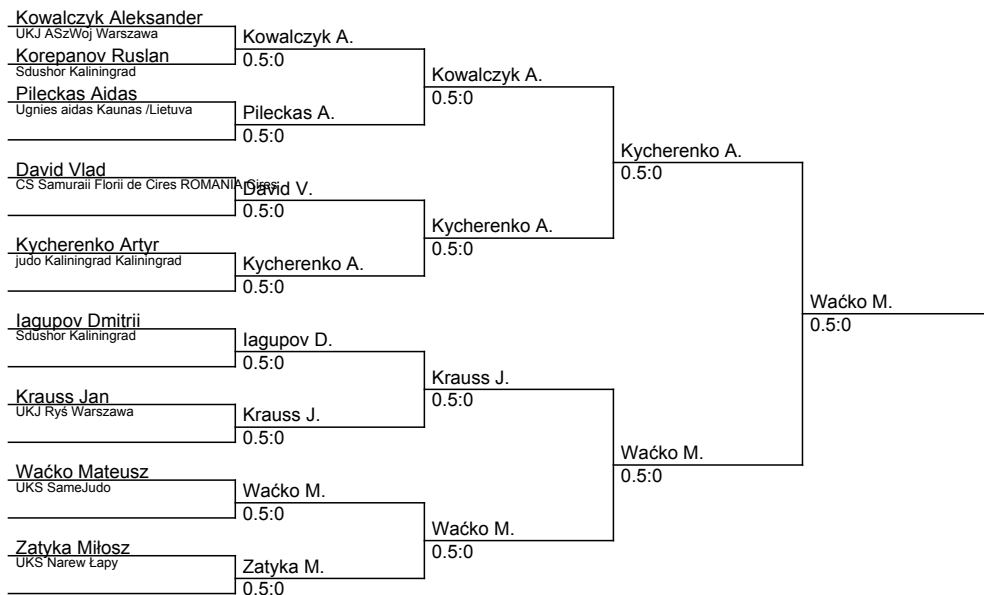 Kowalczyk Aleksander
UKJ ASzWoj Warszawa
Korepanov Ruslan
Sdushor Kaliningrad
Pileckas Aidas
Ugnies aidas Kaunas /Lietuva
David Vlad
CS Samuraii Florii de Cires ROMANIA Cires
Kycherenko Artyr
judo Kaliningrad Kaliningrad
Iagupov Dmitrii
Sdushor Kaliningrad
Krauss Jan
UKJ Ryś Warszawa
Waćko Mateusz
UKS SameJudo
Zatyka Miłosz
UKS Narew Łapy
Kowalczyk A.
0.5:0
Pileckas A.
0.5:0
David V.
0.5:0
Kycherenko A.
0.5:0
Iagupov D.
0.5:0
Krauss J.
0.5:0
Waćko M.
0.5:0
Zatyka M.
0.5:0
Kowalczyk A.
0.5:0
Kycherenko A.
0.5:0
Krauss J.
0.5:0
Waćko M.
0.5:0
Kycherenko A.
0.5:0
Waćko M.
0.5:0
Waćko M.
0.5:0